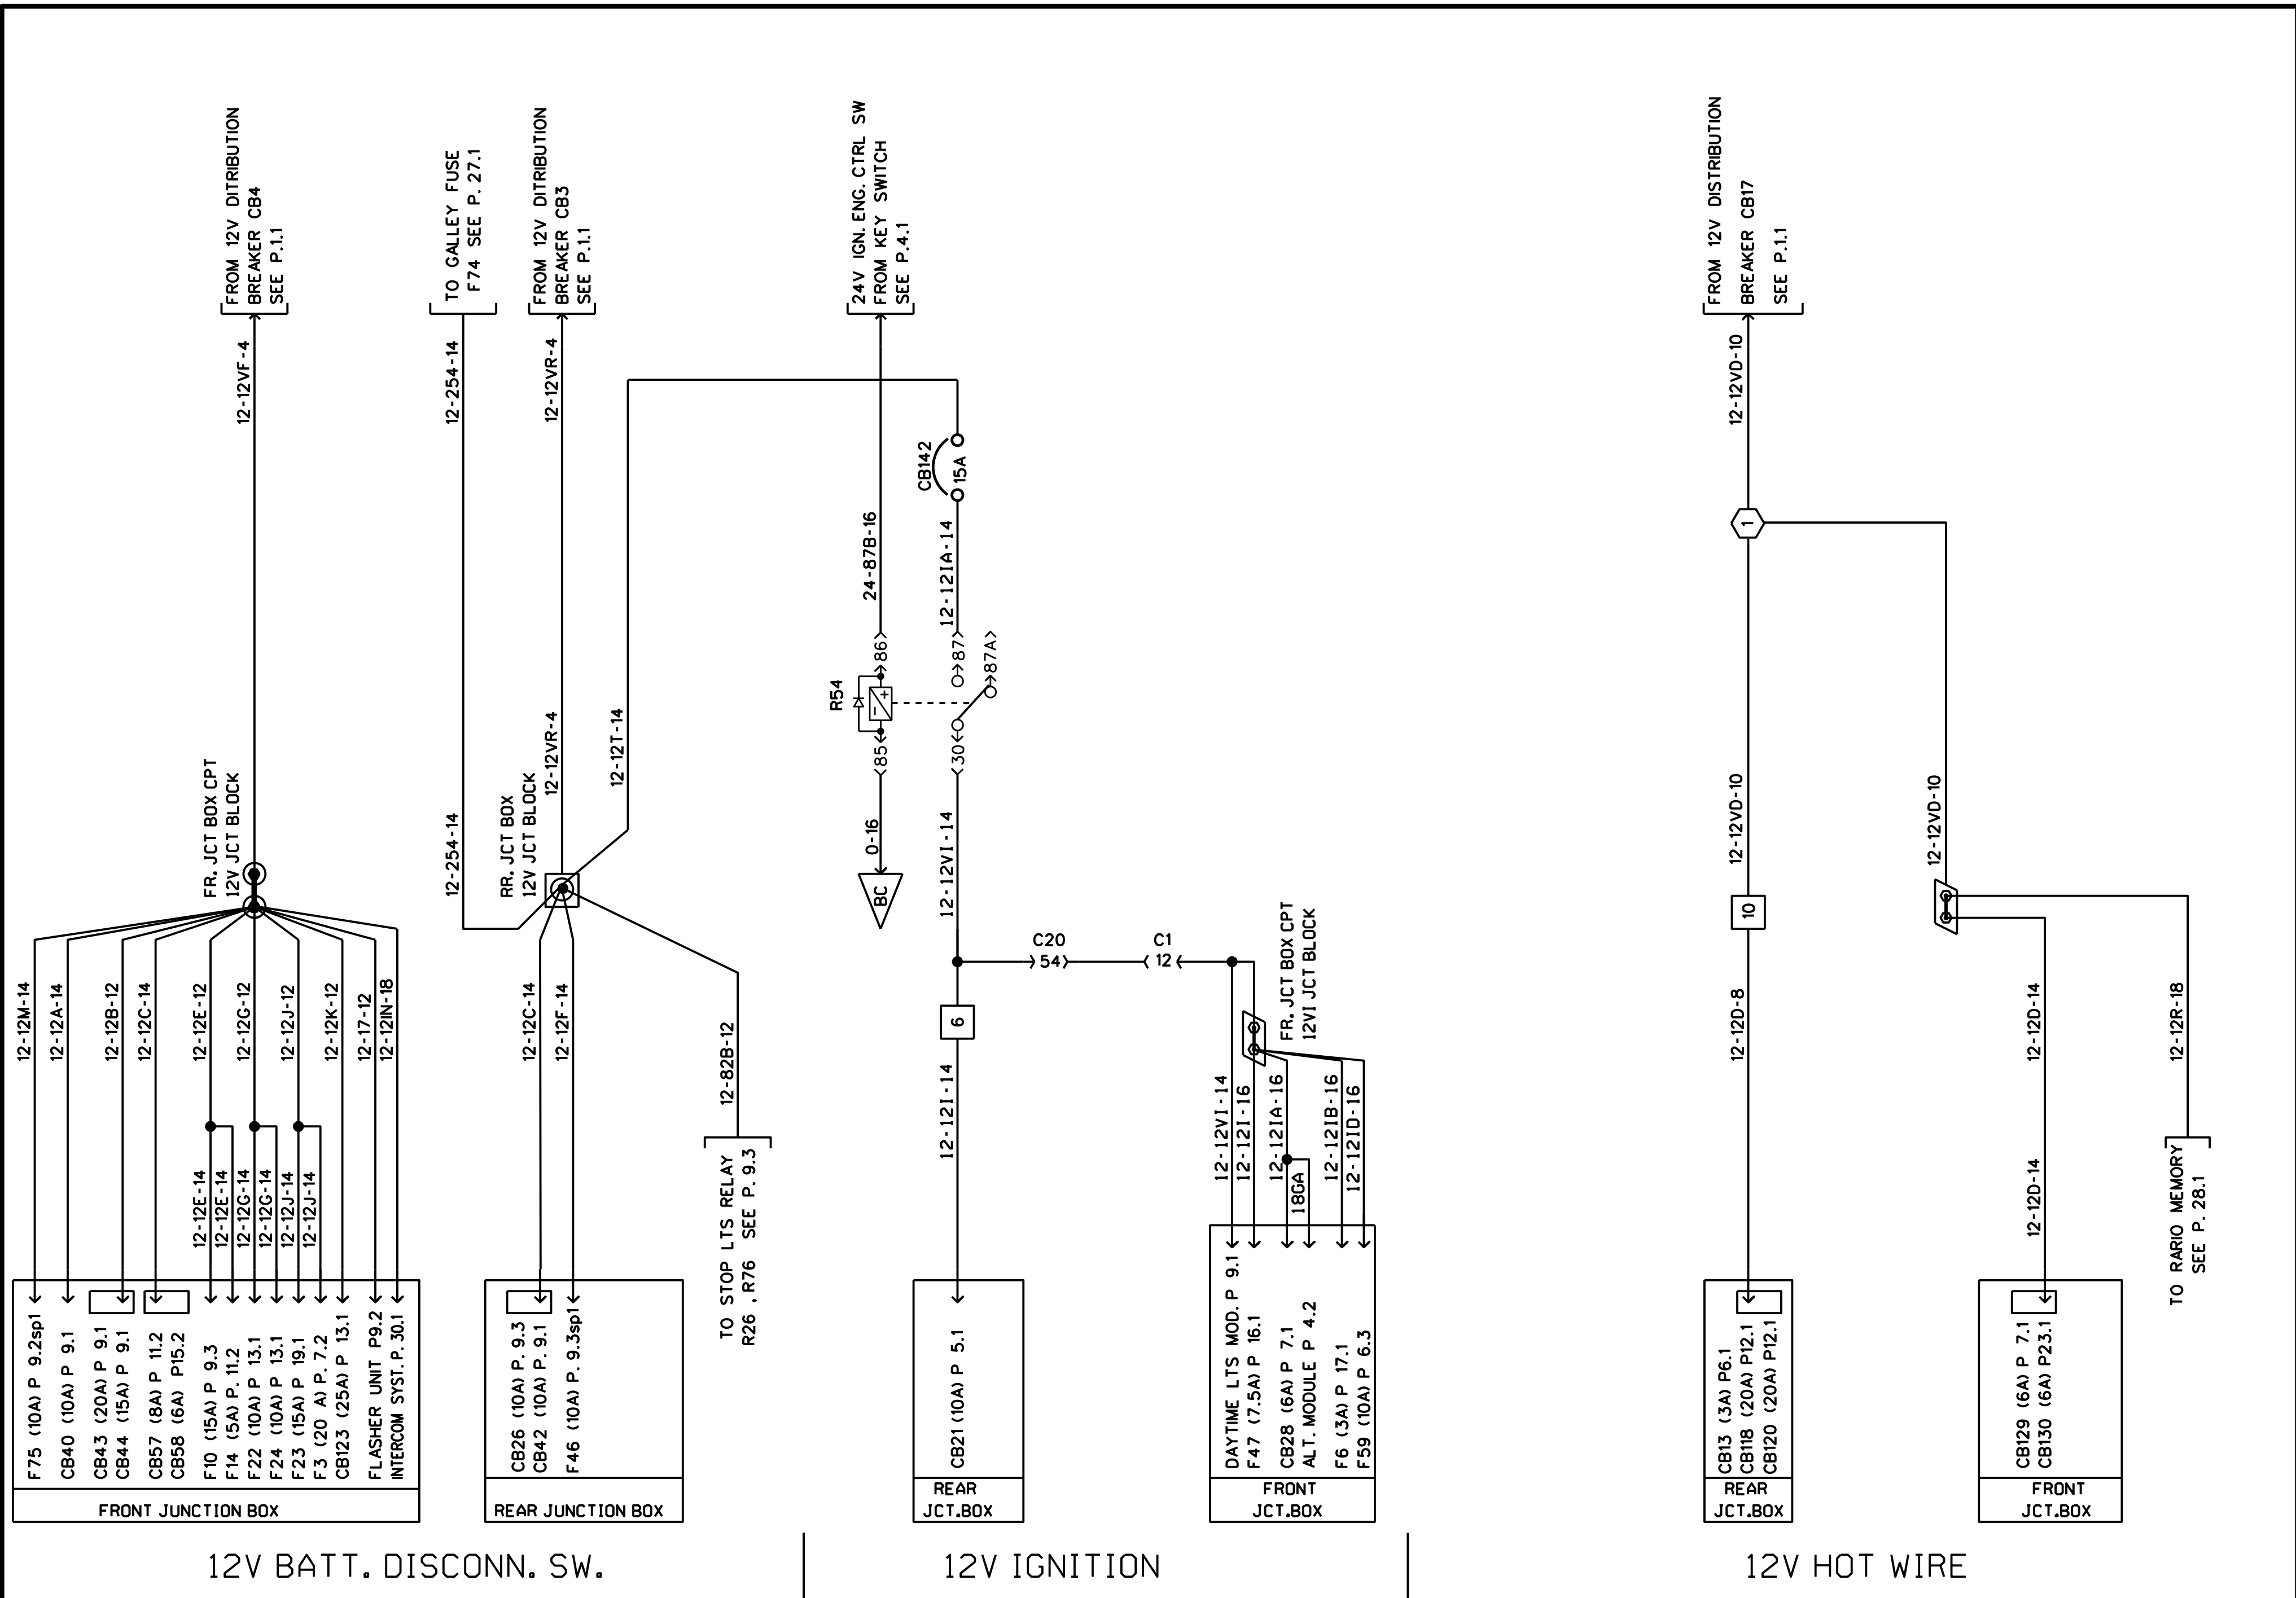 FROM 12V DITRIBUTION
BREAKER CB4
SEE P.1.1
TO GALLEY FUSE
F74 SEE P. 27.1
FROM 12V DITRIBUTION
BREAKER CB3
SEE P.1.1
24V IGN. ENG. CTRL SW
FROM KEY SWITCH
SEE P.4.1
FROM 12V DISTRIBUTION
BREAKER CB17
SEE P.1.1
12-12VF-4
12-254-14
12-12VR-4
12-12VD-10
CB142
15A
24-87B-16
12-12IA-14
1
86
87
87A
R54
- +
85
30
12-12VR-4
12-12T-14
FR. JCT BOX CPT
12V JCT BLOCK
12-254-14
RR. JCT BOX
12V JCT BLOCK
0-16
BC
12-12VI-14
12-12VD-10
12-12VD-10
10
C20
54
C1
12
FR. JCT BOX CPT
12VI JCT BLOCK
6
12-12M-14
12-12A-14
12-12B-12
12-12C-14
12-12E-12
12-12G-12
12-12J-12
12-12K-12
12-17-12
12-12IN-18
12-12C-14
12-12F-14
12-82B-12
12-12I-14
12-12VI-14
12-12I-16
12-12IA-16
18GA
12-12IB-16
12-12ID-16
12-12D-8
12-12D-14
12-12R-18
12-12E-14
12-12E-14
12-12G-14
12-12G-14
12-12J-14
12-12J-14
12-12D-14
TO STOP LTS RELAY
R26 , R76 SEE P. 9.3
TO RARIO MEMORY
SEE P. 28.1
F75 (10A) P 9.2sp1
CB40 (10A) P 9.1
CB43 (20A) P 9.1
CB44 (15A) P 9.1
CB57 (8A) P 11.2
CB58 (6A) P15.2
F10 (15A) P 9.3
F14 (5A) P. 11.2
F22 (10A) P 13.1
F24 (10A) P 13.1
F23 (15A) P 19.1
F3 (20 A) P. 7.2
CB123 (25A) P 13.1
FLASHER UNIT P9.2
INTERCOM SYST. P. 30.1
FRONT JUNCTION BOX
CB26 (10A) P. 9.3
CB42 (10A) P. 9.1
F46 (10A) P. 9.3sp1
REAR JUNCTION BOX
CB21 (10A) P 5.1
REAR
JCT.BOX
DAYTIME LTS MOD. P 9.1
F47 (7.5A) P 16.1
CB28 (6A) P 7.1
ALT. MODULE P 4.2
F6 (3A) P 17.1
F59 (10A) P 6.3
FRONT
JCT.BOX
CB13 (3A) P6.1
CB118 (20A) P12.1
CB120 (20A) P12.1
REAR
JCT.BOX
CB129 (6A) P 7.1
CB130 (6A) P23.1
FRONT
JCT.BOX
12V BATT. DISCONN. SW.
12V IGNITION
12V HOT WIRE